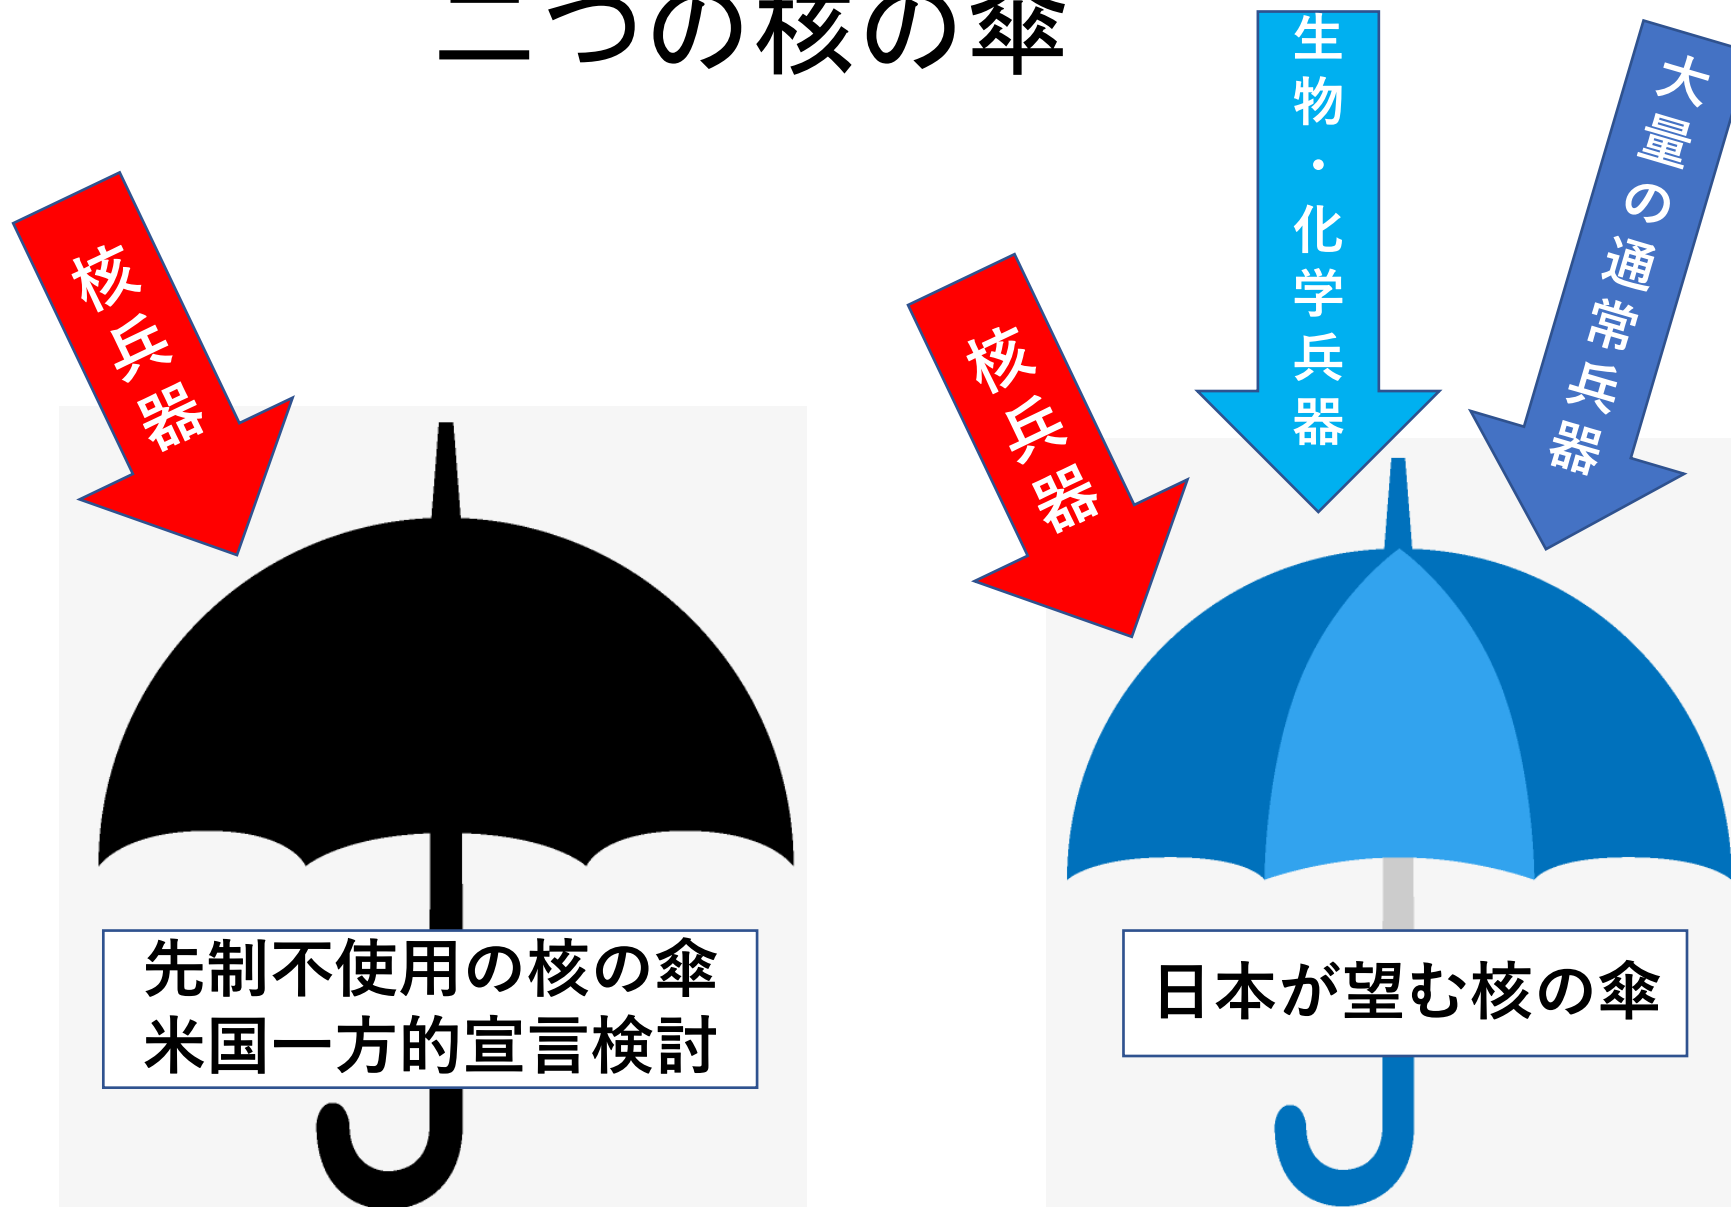 二つの核の傘
核兵器
核兵器
生物・化学兵器
大量の通常兵器
先制不使用の核の傘
米国一方的宣言検討
日本が望む核の傘